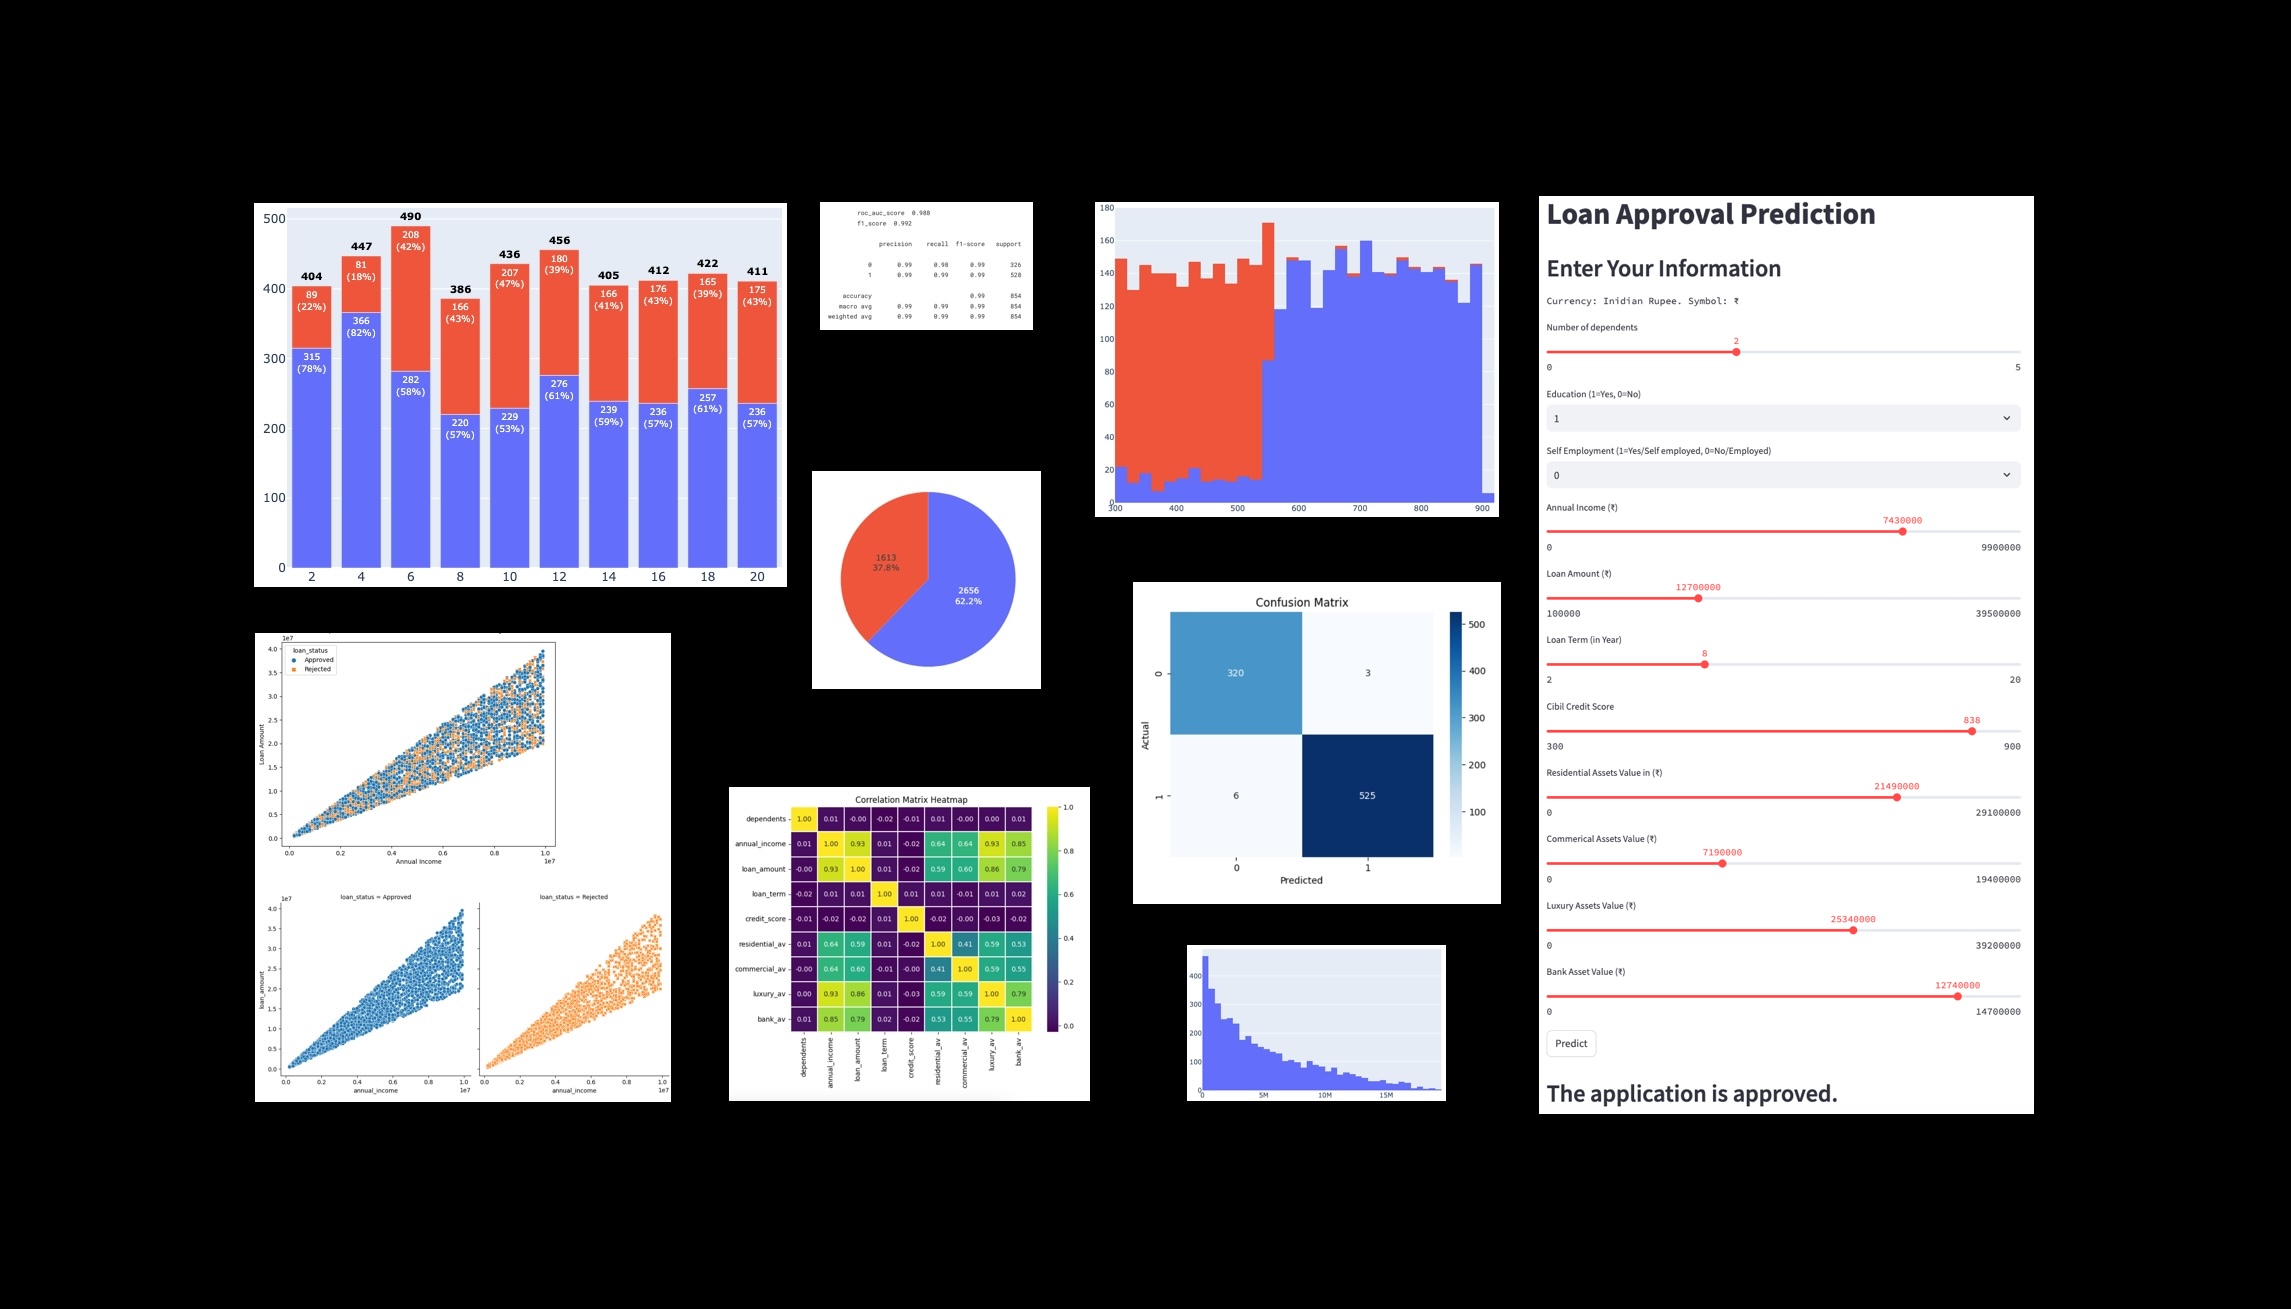 500
400
300
200
100
0
404
89
(22%)
315
(78%)
447
81
(18%)
366
(82%)
490
208
(42%)
282
(58%)
386
166
(43%)
220
(57%)
436
207
(47%)
229
(53%)
456
180
(39%)
276
(61%)
405
166
(41%)
239
(59%)
412
176
(43%)
236
(57%)
422
165
(39%)
257
(61%)
411
175
(43%)
236
(57%)
2 4 6 8 10 12 14 16 18 20
roc_auc_score 0.988
f1_score 0.992
precision recall f1-score support
0 0.99 0.98 0.99 326
1 0.99 0.99 0.99 528
accuracy 0.99 854
macro avg 0.99 0.99 0.99 854
weighted avg 0.99 0.99 0.99 854
1613
37.8%
2656
62.2%
180
160
140
120
100
80
60
40
20
0
300 400 500 600 700 800 900
1e7
loan_status
Approved
Rejected
4.0
3.5
3.0
2.5
2.0
1.5
1.0
0.5
0.0
Loan Amount
0.0 0.2 0.4 0.6 0.8 1.0
Annual Income
1e7
1e7
loan_status = Approved
loan_status = Rejected
4.0
3.5
3.0
2.5
2.0
1.5
1.0
0.5
0.0
loan_amount
0.0 0.2 0.4 0.6 0.8 1.0
annual_income
1e7
0.0 0.2 0.4 0.6 0.8 1.0
annual_income
1e7
Correlation Matrix Heatmap
dependents 1.00 0.01 -0.00 -0.02 -0.01 0.01 -0.00 0.00 0.01
annual_income 0.01 1.00 0.93 0.01 -0.02 0.64 0.64 0.93 0.85
loan_amount -0.00 0.93 1.00 0.01 -0.02 0.59 0.60 0.86 0.79
loan_term -0.02 0.01 0.01 1.00 0.01 0.01 -0.01 0.01 0.02
credit_score -0.01 -0.02 -0.02 0.01 1.00 -0.02 -0.00 -0.03 -0.02
residential_av 0.01 0.64 0.59 0.01 -0.02 1.00 0.41 0.59 0.53
commercial_av -0.00 0.64 0.60 -0.01 -0.00 0.41 1.00 0.59 0.55
luxury_av 0.00 0.93 0.86 0.01 -0.03 0.59 0.59 1.00 0.79
bank_av 0.01 0.85 0.79 0.02 -0.02 0.53 0.55 0.79 1.00
dependents annual_income loan_amount loan_term credit_score residential_av commercial_av luxury_av bank_av
1.0
0.8
0.6
0.4
0.2
0.0
Confusion Matrix
Actual
0 320 3
1 6 525
0 1
Predicted
500
400
300
200
100
400
300
200
100
0
0 5M 10M 15M
Loan Approval Prediction
Enter Your Information
Currency: Inidian Rupee. Symbol: ₹
Number of dependents
2
0 5
Education (1=Yes, 0=No)
1
Self Employment (1=Yes/Self employed, 0=No/Employed)
0
Annual Income (₹)
7430000
0 9900000
Loan Amount (₹)
12700000
100000 39500000
Loan Term (in Year)
8
2 20
Cibil Credit Score
838
300 900
Residential Assets Value in (₹)
21490000
0 29100000
Commerical Assets Value (₹)
7190000
0 19400000
Luxury Assets Value (₹)
25340000
0 39200000
Bank Asset Value (₹)
12740000
0 14700000
Predict
The application is approved.